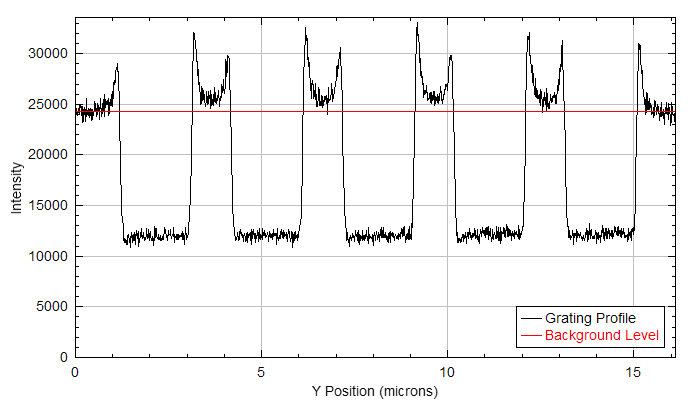 30000
25000
20000
15000
10000
5000
0
Intensity
Grating Profile
Background Level
0 5 10 15
Y Position (microns)